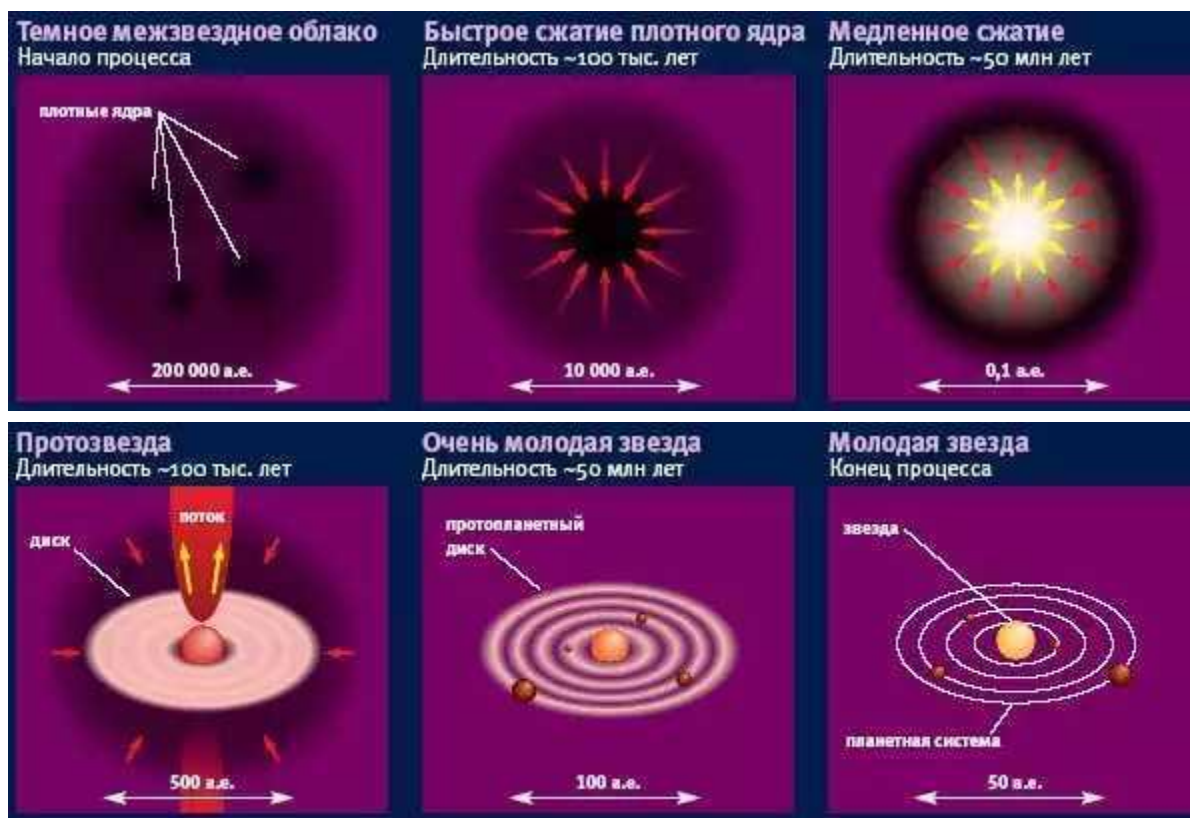 Темное межзвездное облако
Начало процесса
плотные ядра
200 000 а.е.
Быстрое сжатие плотного ядра
Длительность ~100 тыс. лет
10 000 а.е.
Медленное сжатие
Длительность ~50 млн лет
0,1 а.е.
Протозвезда
Длительность ~100 тыс. лет
поток
диск
500 а.е.
Очень молодая звезда
Длительность ~50 млн лет
протопланетный
диск
100 а.е.
Молодая звезда
Конец процесса
звезда
планетная система
50 а.е.